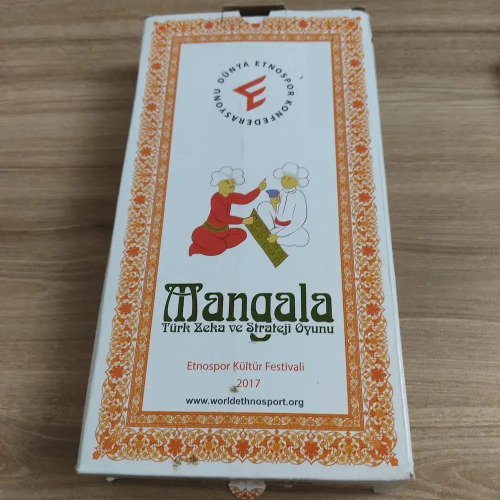 DÜNYA ETNOSPOR KONFEDERASYONU
Mangala
Türk Zeka ve Strateji Oyunu
Etnospor Kültür Festivali
2017
www.worldethnosport.org